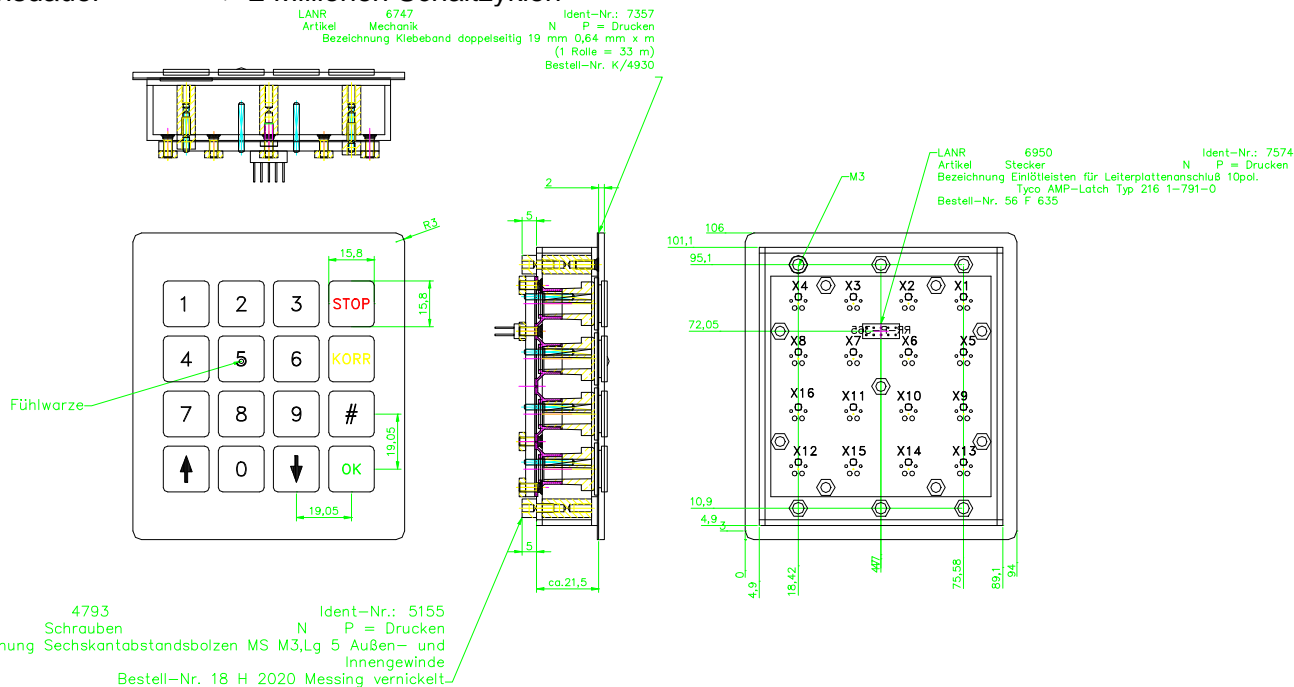 2 Millionen Schaltzyklen
LANR 6747 Ident-Nr.: 7357
Artikel Mechanik N P = Drucken
Bezeichnung Klebeband doppelseitig 19 mm 0,64 mm x m
(1 Rolle = 33 m)
Bestell-Nr. K/4930
LANR 6950 Ident-Nr.: 7574
Artikel Stecker N P = Drucken
Bezeichnung Einlötleisten für Leiterplattenanschluß 10pol.
Tyco AMP-Latch Typ 216 1-791-0
Bestell-Nr. 56 F 635
M3
R3
15,8
15,8
1 2 3 STOP
4 5 6 KORR
7 8 9 #
0 OK
Fühlwarze
19,05
19,05
2
5
5
ca.21,5
106
101,1
95,1
72,05
10,9
4,9
3
X4 X3 X2 X1
X8 X7 X6 X5
X16 X11 X10 X9
X12 X15 X14 X13
0
4,9
18,42
47
75,58
89,1
94
4793 Ident-Nr.: 5155
Schrauben N P = Drucken
nung Sechskantabstandsbolzen MS M3,Lg 5 Außen- und
Innengewinde
Bestell-Nr. 18 H 2020 Messing vernickelt